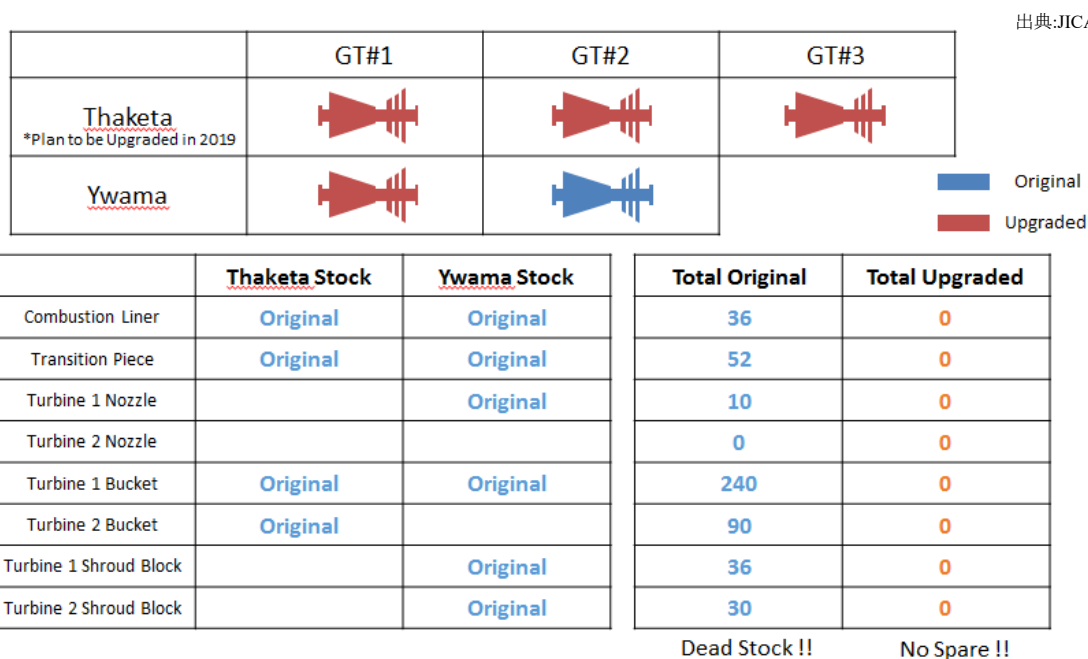 出典:JICA
GT#1 GT#2 GT#3
Thaketa
*Plan to be Upgraded in 2019
Ywama
Original
Upgraded
Thaketa Stock Ywama Stock Total Original Total Upgraded
Combustion Liner Original Original 36 0
Transition Piece Original Original 52 0
Turbine 1 Nozzle Original 10 0
Turbine 2 Nozzle 0 0
Turbine 1 Bucket Original Original 240 0
Turbine 2 Bucket Original 90 0
Turbine 1 Shroud Block Original 36 0
Turbine 2 Shroud Block Original 30 0
Dead Stock !! No Spare !!